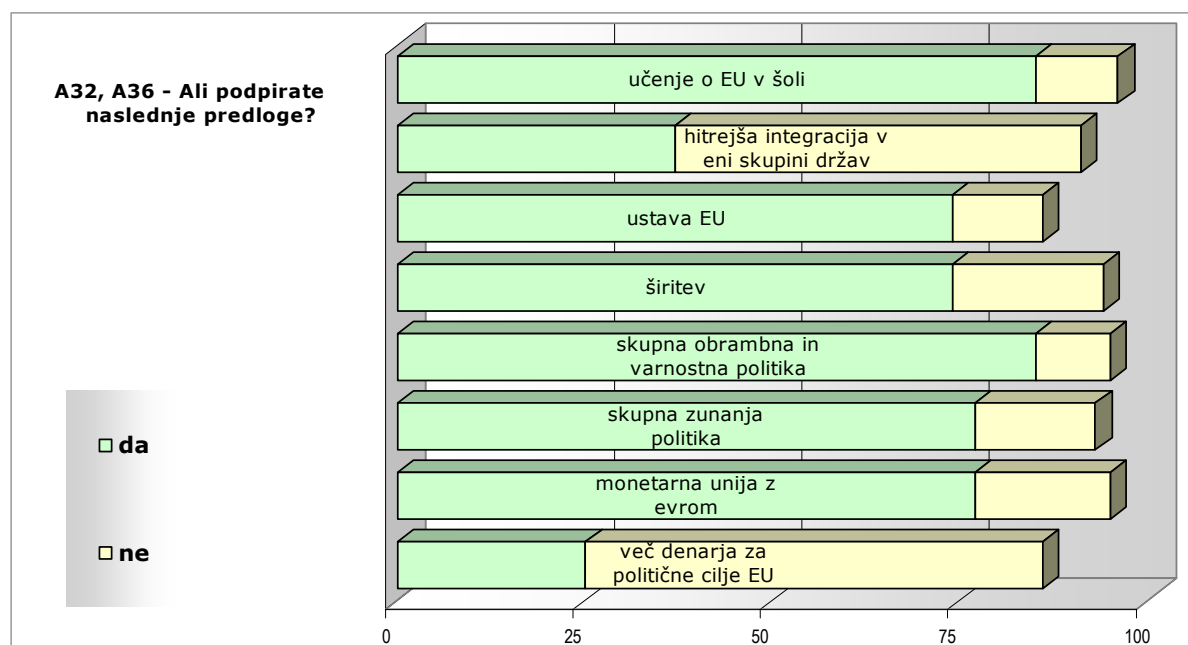 A32, A36 - Ali podpirate
naslednje predloge?
učenje o EU v šoli
hitrejša integracija v
eni skupini držav
ustava EU
širitev
skupna obrambna in
varnostna politika
skupna zunanja
politika
monetarna unija z
evrom
več denarja za
politične cilje EU
da
ne
0 25 50 75 100